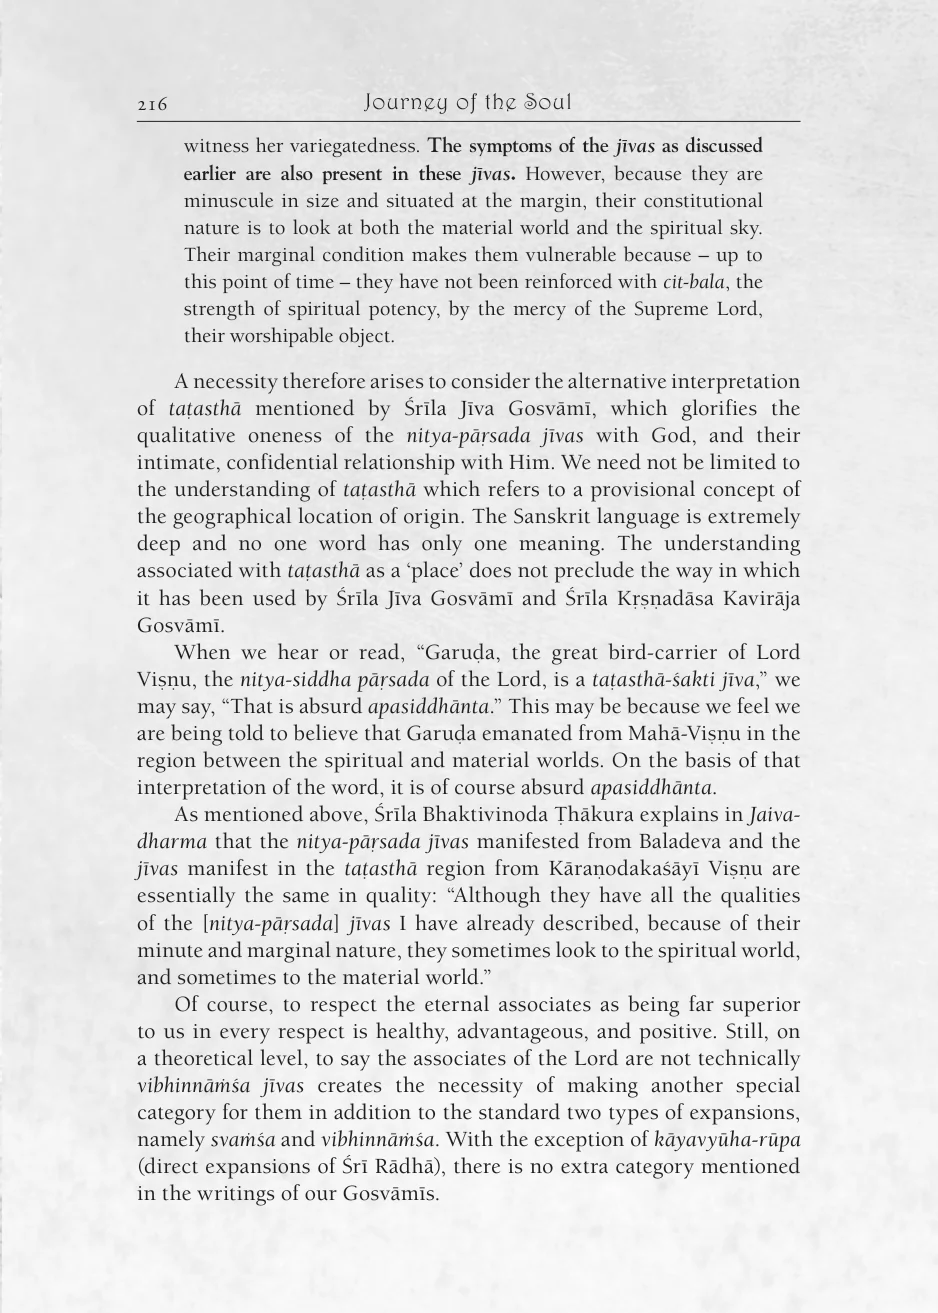 216
Journey of the Soul
witness her variegatedness. The symptoms of the jīvas as discussed
earlier are also present in these jīvas. However, because they are
minuscule in size and situated at the margin, their constitutional
nature is to look at both the material world and the spiritual sky.
Their marginal condition makes them vulnerable because – up to
this point of time – they have not been reinforced with cit-bala, the
strength of spiritual potency, by the mercy of the Supreme Lord,
their worshipable object.
A necessity therefore arises to consider the alternative interpretation
of taṭasthā mentioned by Śrīla Jīva Gosvāmī, which glorifies the
qualitative oneness of the nitya-pāṛsada jīvas with God, and their
intimate, confidential relationship with Him. We need not be limited to
the understanding of taṭasthā which refers to a provisional concept of
the geographical location of origin. The Sanskrit language is extremely
deep and no one word has only one meaning. The understanding
associated with taṭasthā as a ‘place’ does not preclude the way in which
it has been used by Śrīla Jīva Gosvāmī and Śrīla Kṛṣṇadāsa Kavirāja
Gosvāmī.
When we hear or read, “Garuḍa, the great bird-carrier of Lord
Viṣṇu, the nitya-siddha pāṛsada of the Lord, is a taṭasthā-śakti jīva,” we
may say, “That is absurd apasiddhānta.” This may be because we feel we
are being told to believe that Garuḍa emanated from Mahā-Viṣṇu in the
region between the spiritual and material worlds. On the basis of that
interpretation of the word, it is of course absurd apasiddhānta.
As mentioned above, Śrīla Bhaktivinoda Ṭhākura explains in Jaiva-
dharma that the nitya-pāṛsada jīvas manifested from Baladeva and the
jīvas manifest in the taṭasthā region from Kāraṇodakaśāyī Viṣṇu are
essentially the same in quality: “Although they have all the qualities
of the [nitya-pāṛsada] jīvas I have already described, because of their
minute and marginal nature, they sometimes look to the spiritual world,
and sometimes to the material world.”
Of course, to respect the eternal associates as being far superior
to us in every respect is healthy, advantageous, and positive. Still, on
a theoretical level, to say the associates of the Lord are not technically
vibhinnāṁśa jīvas creates the necessity of making another special
category for them in addition to the standard two types of expansions,
namely svaṁśa and vibhinnāṁśa. With the exception of kāyavyūha-rūpa
(direct expansions of Śrī Rādhā), there is no extra category mentioned
in the writings of our Gosvāmīs.